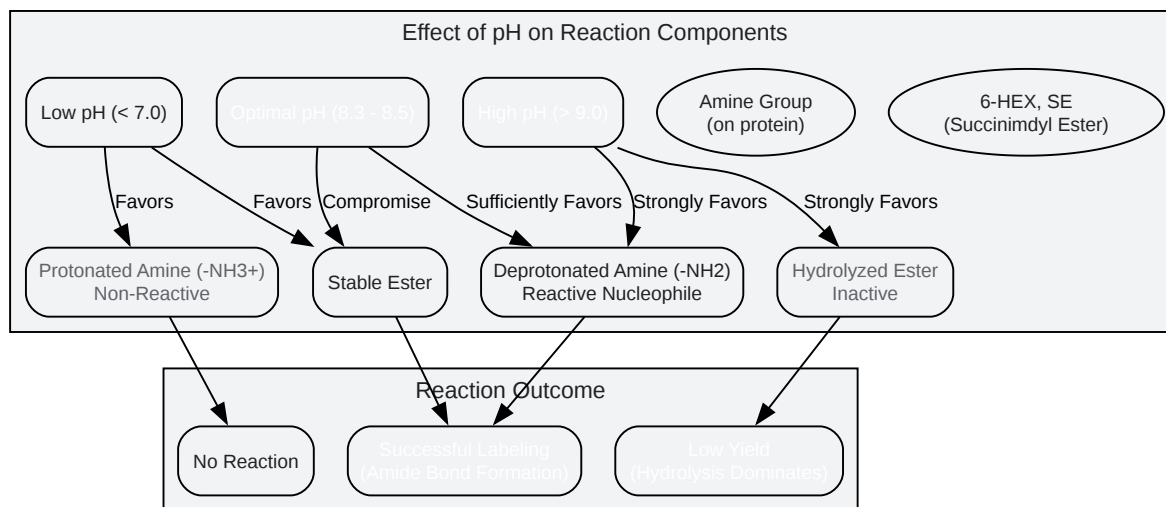 Effect of pH on Reaction Components
Low pH (< 7.0)
Optimal pH (8.3 - 8.5)
High pH (> 9.0)
Amine Group
(on protein)
6-HEX, SE
(Succinimdyl Ester)
Favors
Favors
Compromise
Sufficiently Favors
Strongly Favors
Strongly Favors
Protonated Amine (-NH3+)
Non-Reactive
Stable Ester
Deprotonated Amine (-NH2)
Reactive Nucleophile
Hydrolyzed Ester
Inactive
Reaction Outcome
No Reaction
Successful Labeling
(Amide Bond Formation)
Low Yield
(Hydrolysis Dominates)